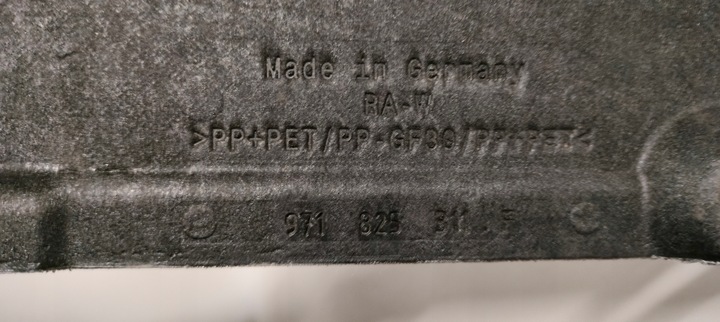 Made in Germany
RA-W
>PP+PET/PP-GF30/PP+PET<
971 825 311 F